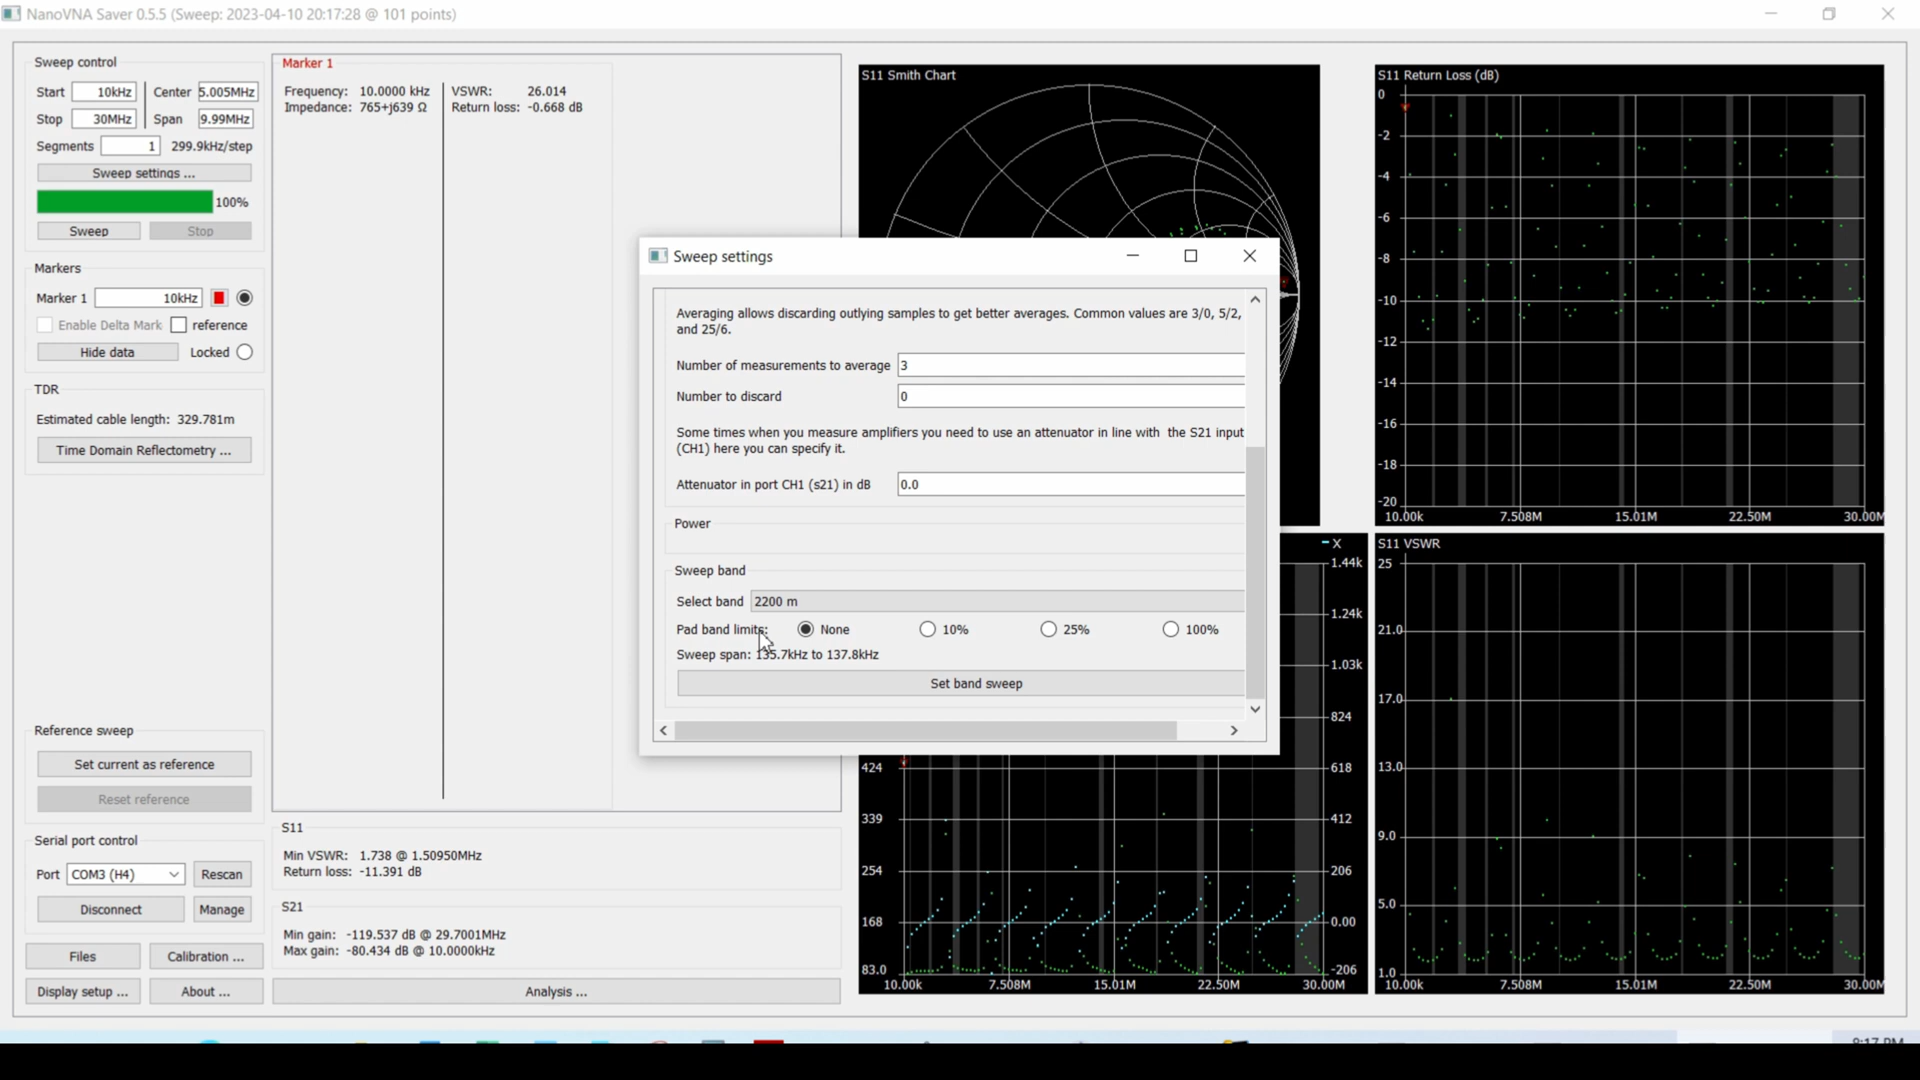 NanoVNA Saver 0.5.5 (Sweep: 2023-04-10 20:17:28 @ 101 points)
Sweep control
Start 10kHz Center 5.005MHz
Stop 30MHz Span 9.99MHz
Segments 1 299.9kHz/step
Sweep settings ...
100%
Sweep Stop
Markers
Marker 1 10kHz
Enable Delta Mark reference
Hide data Locked
TDR
Estimated cable length: 329.781m
Time Domain Reflectometry ...
Reference sweep
Set current as reference
Reset reference
Serial port control
Port COM3 (H4) Rescan
Disconnect Manage
Files Calibration ...
Display setup ... About ...
Marker 1
Frequency: 10.0000 kHz VSWR: 26.014
Impedance: 765+j639 Ω Return loss: -0.668 dB
S11
Min VSWR: 1.738 @ 1.50950MHz
Return loss: -11.391 dB
S21
Min gain: -119.537 dB @ 29.7001MHz
Max gain: -80.434 dB @ 10.0000kHz
Analysis ...
Sweep settings
Averaging allows discarding outlying samples to get better averages. Common values are 3/0, 5/2,
and 25/6.
Number of measurements to average 3
Number to discard 0
Some times when you measure amplifiers you need to use an attenuator in line with the S21 input
(CH1) here you can specify it.
Attenuator in port CH1 (s21) in dB 0.0
Power
Sweep band
Select band 2200 m
Pad band limits: None 10% 25% 100%
Sweep span: 135.7kHz to 137.8kHz
Set band sweep
S11 Smith Chart
S11 Return Loss (dB)
0
-2
-4
-6
-8
-10
-12
-14
-16
-18
-20
10.00k 7.508M 15.01M 22.50M 30.00M
X
1.44k
1.24k
1.03k
824
424 618
339 412
254 206
168 0.00
83.0 -206
10.00k 7.508M 15.01M 22.50M 30.00M
S11 VSWR
25
21.0
17.0
13.0
9.0
5.0
1.0
10.00k 7.508M 15.01M 22.50M 30.00M